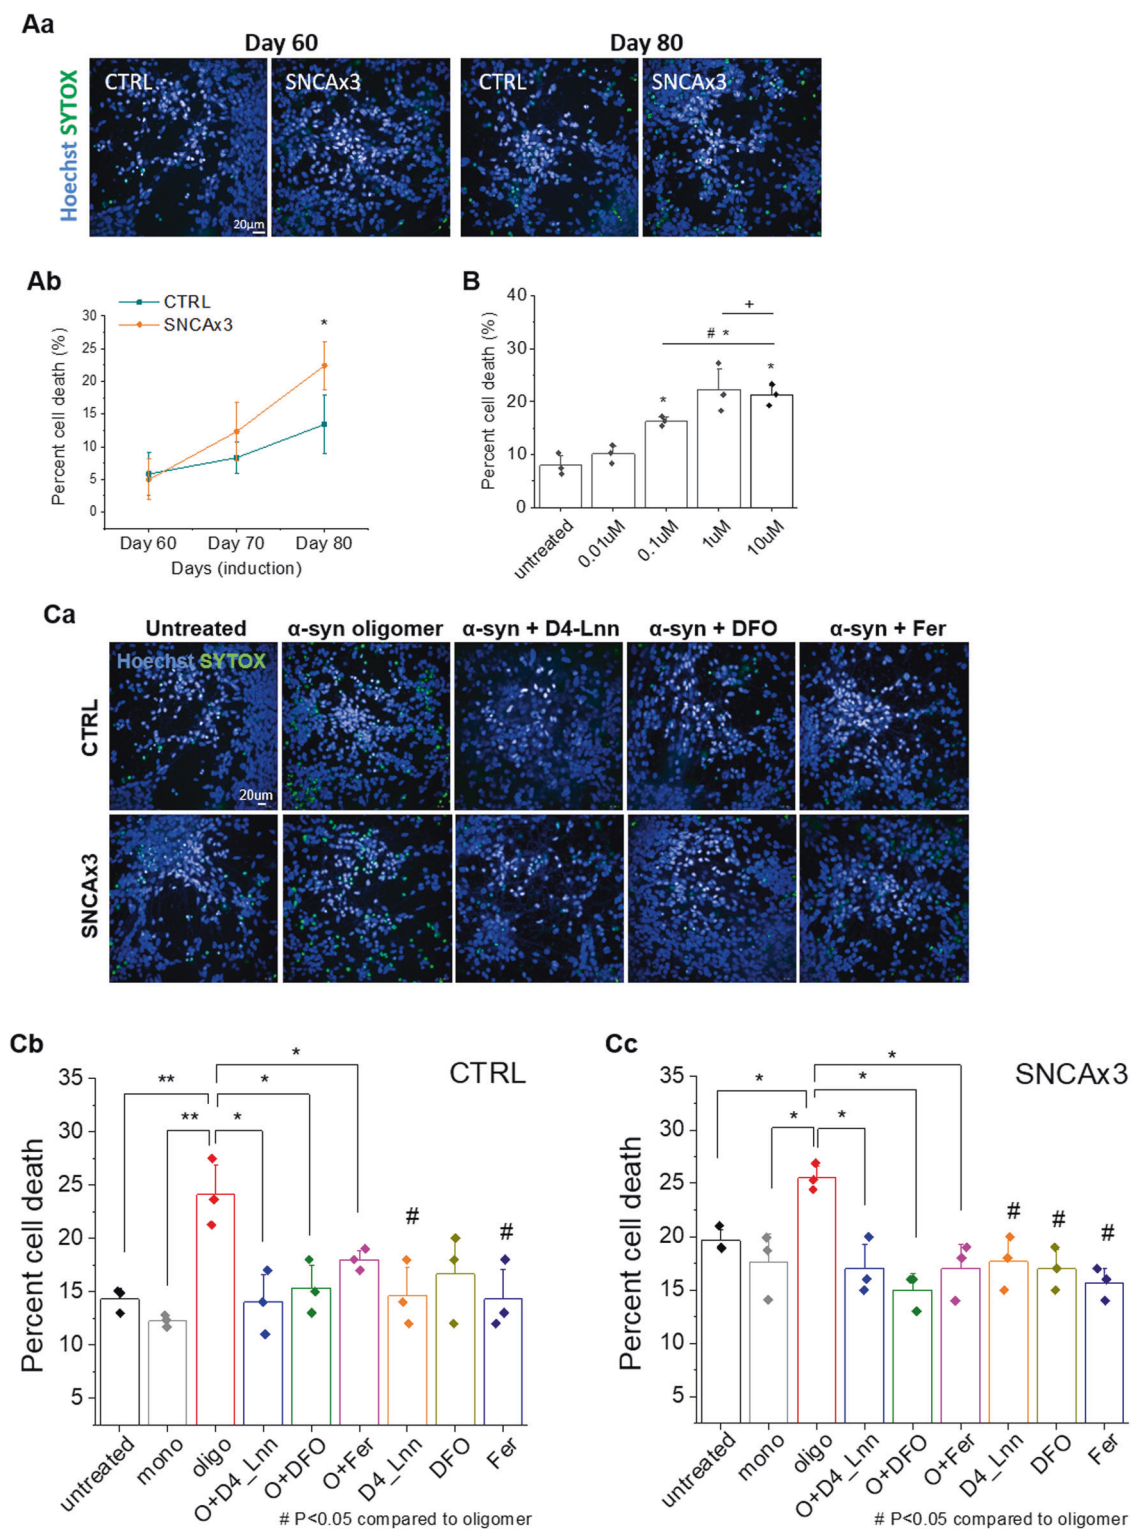 Aa
Day 60
Day 80
Hoechst SYTOX
CTRL
SNCAx3
CTRL
SNCAx3
20μm
Ab
CTRL
SNCAx3
Percent cell death (%)
30
25
20
15
10
5
0
*
Day 60
Day 70
Day 80
Days (induction)
B
Percent cell death (%)
40
30
20
10
0
+
# *
*
*
untreated
0.01uM
0.1uM
1uM
10uM
Ca
Untreated
α-syn oligomer
α-syn + D4-Lnn
α-syn + DFO
α-syn + Fer
Hoechst SYTOX
CTRL
20um
SNCAx3
Cb
CTRL
Percent cell death
35
30
25
20
15
10
5
*
**
*
**
*
#
#
untreated
mono
oligo
O+D4_Lnn
O+DFO
O+Fer
D4_Lnn
DFO
Fer
# P<0.05 compared to oligomer
Cc
SNCAx3
Percent cell death
35
30
25
20
15
10
5
*
*
*
*
*
#
#
#
untreated
mono
oligo
O+D4_Lnn
O+DFO
O+Fer
D4_Lnn
DFO
Fer
# P<0.05 compared to oligomer